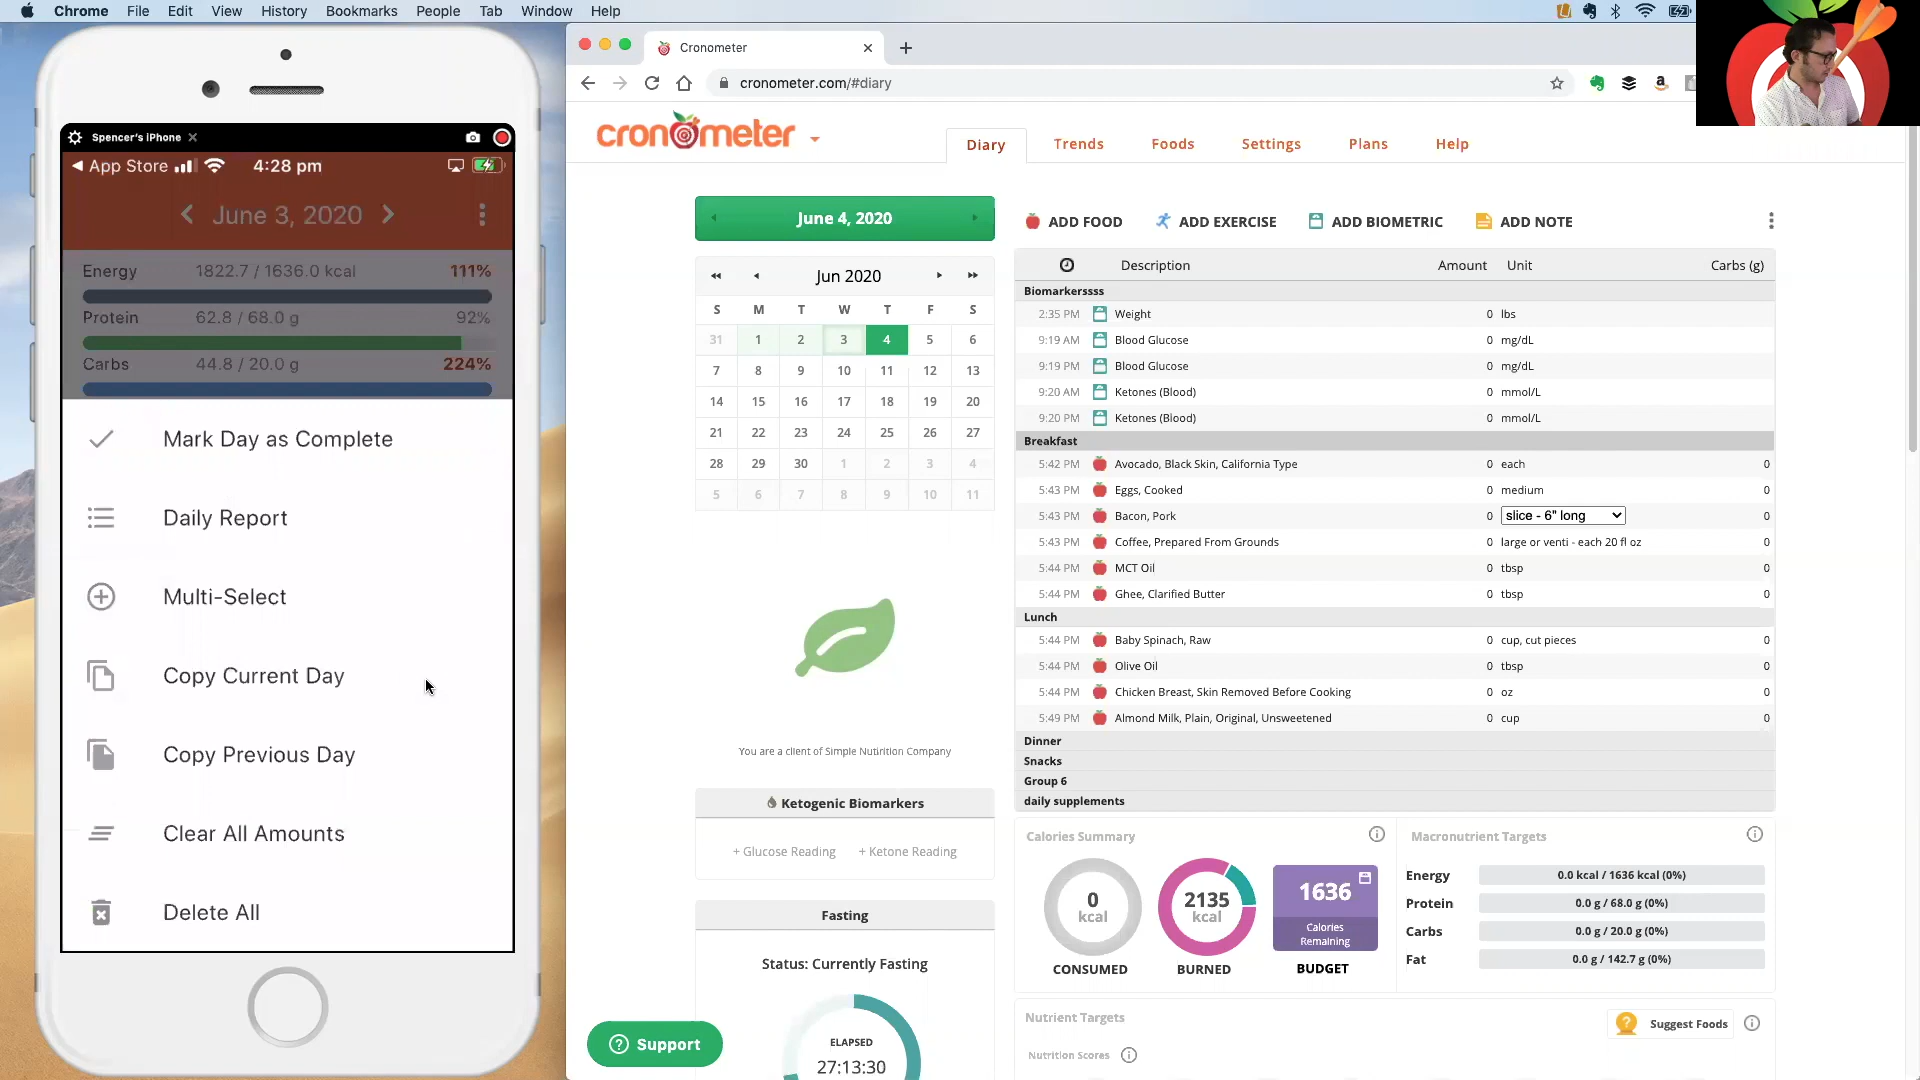 Chrome File Edit View History Bookmarks People Tab Window Help
Spencer's iPhone
App Store 4:28 pm
June 3, 2020
Energy 1822.7 / 1636.0 kcal 111%
Protein 62.8 / 68.0 g 92%
Carbs 44.8 / 20.0 g 224%
Mark Day as Complete
Daily Report
Multi-Select
Copy Current Day
Copy Previous Day
Clear All Amounts
Delete All
Cronometer
cronometer.com/#diary
cronometer
Diary Trends Foods Settings Plans Help
June 4, 2020
Jun 2020
S M T W T F S
31 1 2 3 4 5 6
7 8 9 10 11 12 13
14 15 16 17 18 19 20
21 22 23 24 25 26 27
28 29 30 1 2 3 4
5 6 7 8 9 10 11
You are a client of Simple Nutirition Company
Ketogenic Biomarkers
+ Glucose Reading + Ketone Reading
Fasting
Status: Currently Fasting
ELAPSED
27:13:30
Support
ADD FOOD ADD EXERCISE ADD BIOMETRIC ADD NOTE
Description Amount Unit Carbs (g)
Biomarkerssss
2:35 PM Weight 0 lbs
9:19 AM Blood Glucose 0 mg/dL
9:19 PM Blood Glucose 0 mg/dL
9:20 AM Ketones (Blood) 0 mmol/L
9:20 PM Ketones (Blood) 0 mmol/L
Breakfast
5:42 PM Avocado, Black Skin, California Type 0 each 0
5:43 PM Eggs, Cooked 0 medium 0
5:43 PM Bacon, Pork 0 slice - 6" long 0
5:43 PM Coffee, Prepared From Grounds 0 large or venti - each 20 fl oz 0
5:44 PM MCT Oil 0 tbsp 0
5:44 PM Ghee, Clarified Butter 0 tbsp 0
Lunch
5:44 PM Baby Spinach, Raw 0 cup, cut pieces 0
5:44 PM Olive Oil 0 tbsp 0
5:44 PM Chicken Breast, Skin Removed Before Cooking 0 oz 0
5:49 PM Almond Milk, Plain, Original, Unsweetened 0 cup 0
Dinner
Snacks
Group 6
daily supplements
Calories Summary
0 kcal
CONSUMED
2135 kcal
BURNED
1636
Calories Remaining
BUDGET
Macronutrient Targets
Energy 0.0 kcal / 1636 kcal (0%)
Protein 0.0 g / 68.0 g (0%)
Carbs 0.0 g / 20.0 g (0%)
Fat 0.0 g / 142.7 g (0%)
Nutrient Targets
Suggest Foods
Nutrition Scores